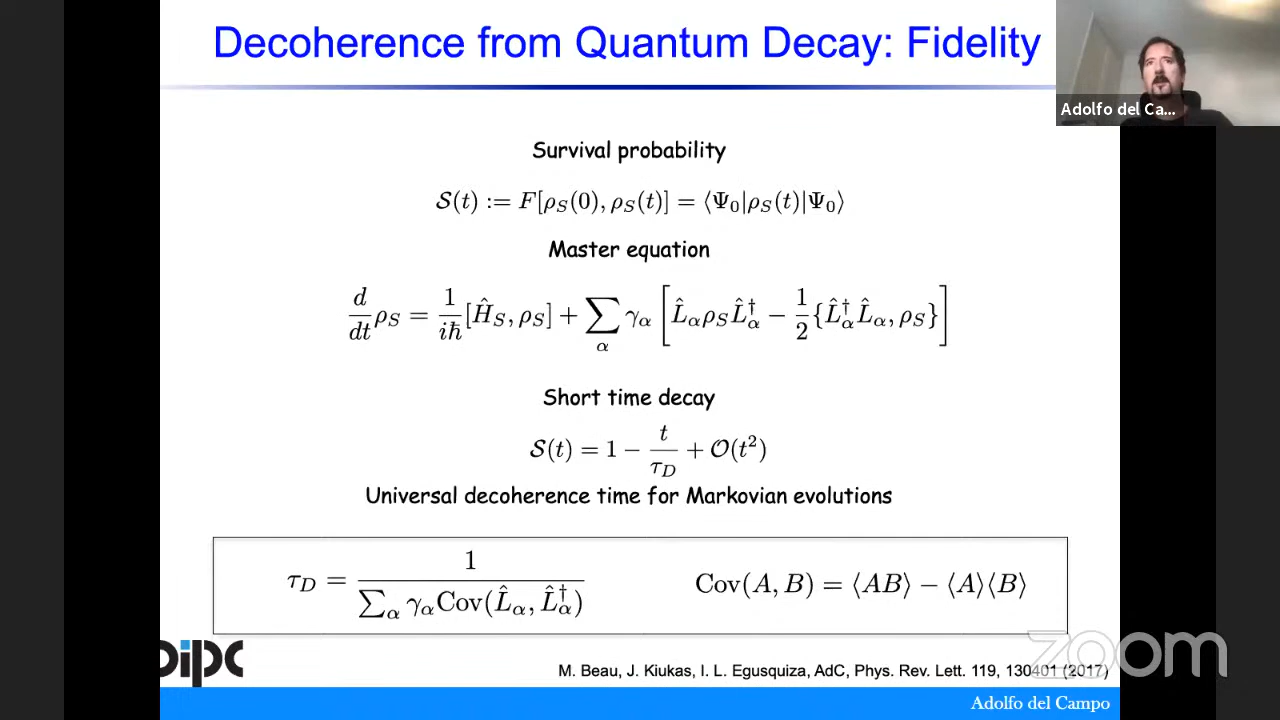 Decoherence from Quantum Decay: Fidelity
Adolfo del Ca...
Survival probability
𝒮(t) := F[ρ_S(0), ρ_S(t)] = ⟨Ψ₀|ρ_S(t)|Ψ₀⟩
Master equation
d/dt ρ_S = 1/iħ [Ĥ_S, ρ_S] + ∑_α γ_α [L̂_α ρ_S L̂_α† − 1/2 {L̂_α† L̂_α, ρ_S}]
Short time decay
𝒮(t) = 1 − t/τ_D + 𝒪(t²)
Universal decoherence time for Markovian evolutions
τ_D = 1/∑_α γ_α Cov(L̂_α, L̂_α†)
Cov(A, B) = ⟨AB⟩ − ⟨A⟩⟨B⟩
dipc
zoom
M. Beau, J. Kiukas, I. L. Egusquiza, AdC, Phys. Rev. Lett. 119, 130401 (2017)
Adolfo del Campo